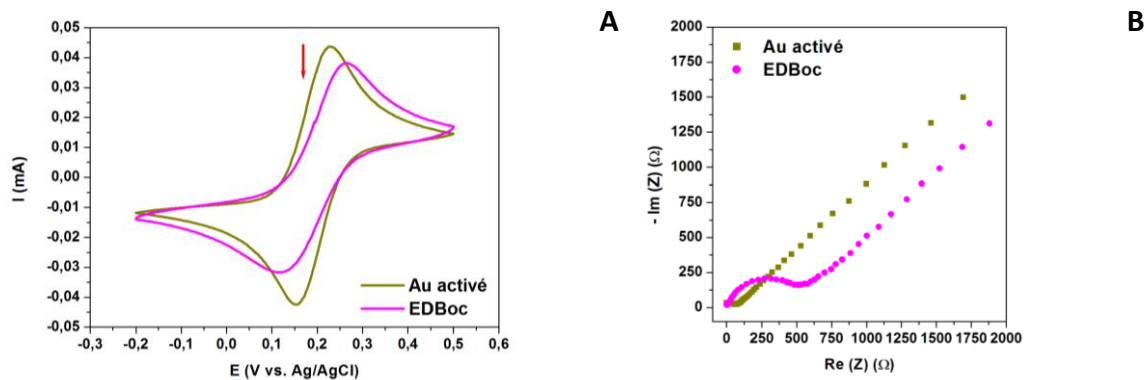 0,05
0,04
0,03
0,02
0,01
0,00
-0,01
-0,02
-0,03
-0,04
-0,05
I (mA)
Au activé
EDBoc
-0,3 -0,2 -0,1 0,0 0,1 0,2 0,3 0,4 0,5 0,6
E (V vs. Ag/AgCl)
A
-2000
-1750
-1500
-1250
-1000
-750
-500
-250
0
- Im (Z) (Ω)
Au activé
EDBoc
0 250 500 750 1000 1250 1500 1750 2000
Re (Z) (Ω)
B